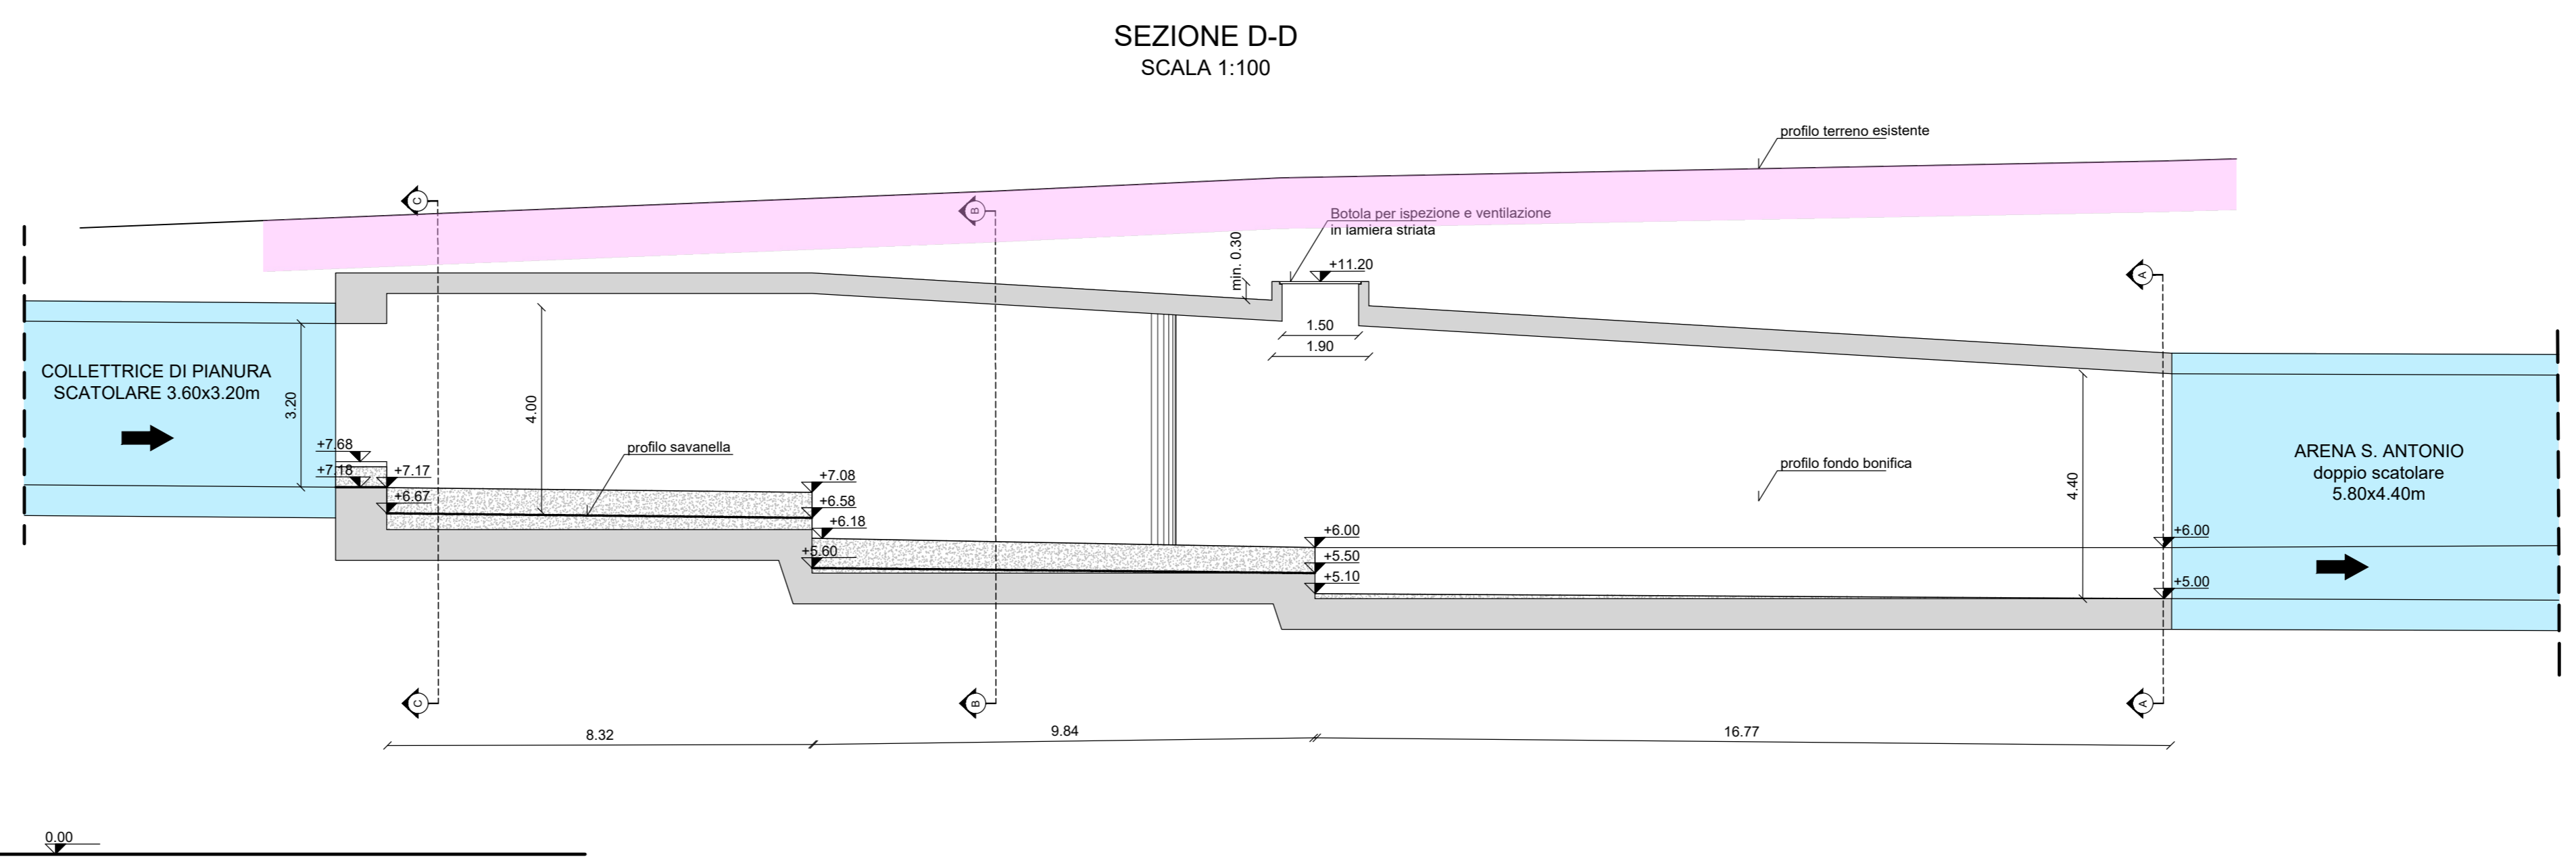 SEZIONE D-D
SCALA 1:100
profilo terreno esistente
C
B
Botola per ispezione e ventilazione
in lamiera striata
min. 0.30
+11.20
A
1.50
1.90
COLLETTRICE DI PIANURA
SCATOLARE 3.60x3.20m
3.20
4.00
profilo savanella
+7.68
+7.18
+7.17
+6.67
+7.08
+6.58
+6.18
+5.60
profilo fondo bonifica
4.40
+6.00
+5.50
+5.10
+6.00
+5.00
ARENA S. ANTONIO
doppio scatolare
5.80x4.40m
C
B
A
8.32
9.84
16.77
0.00